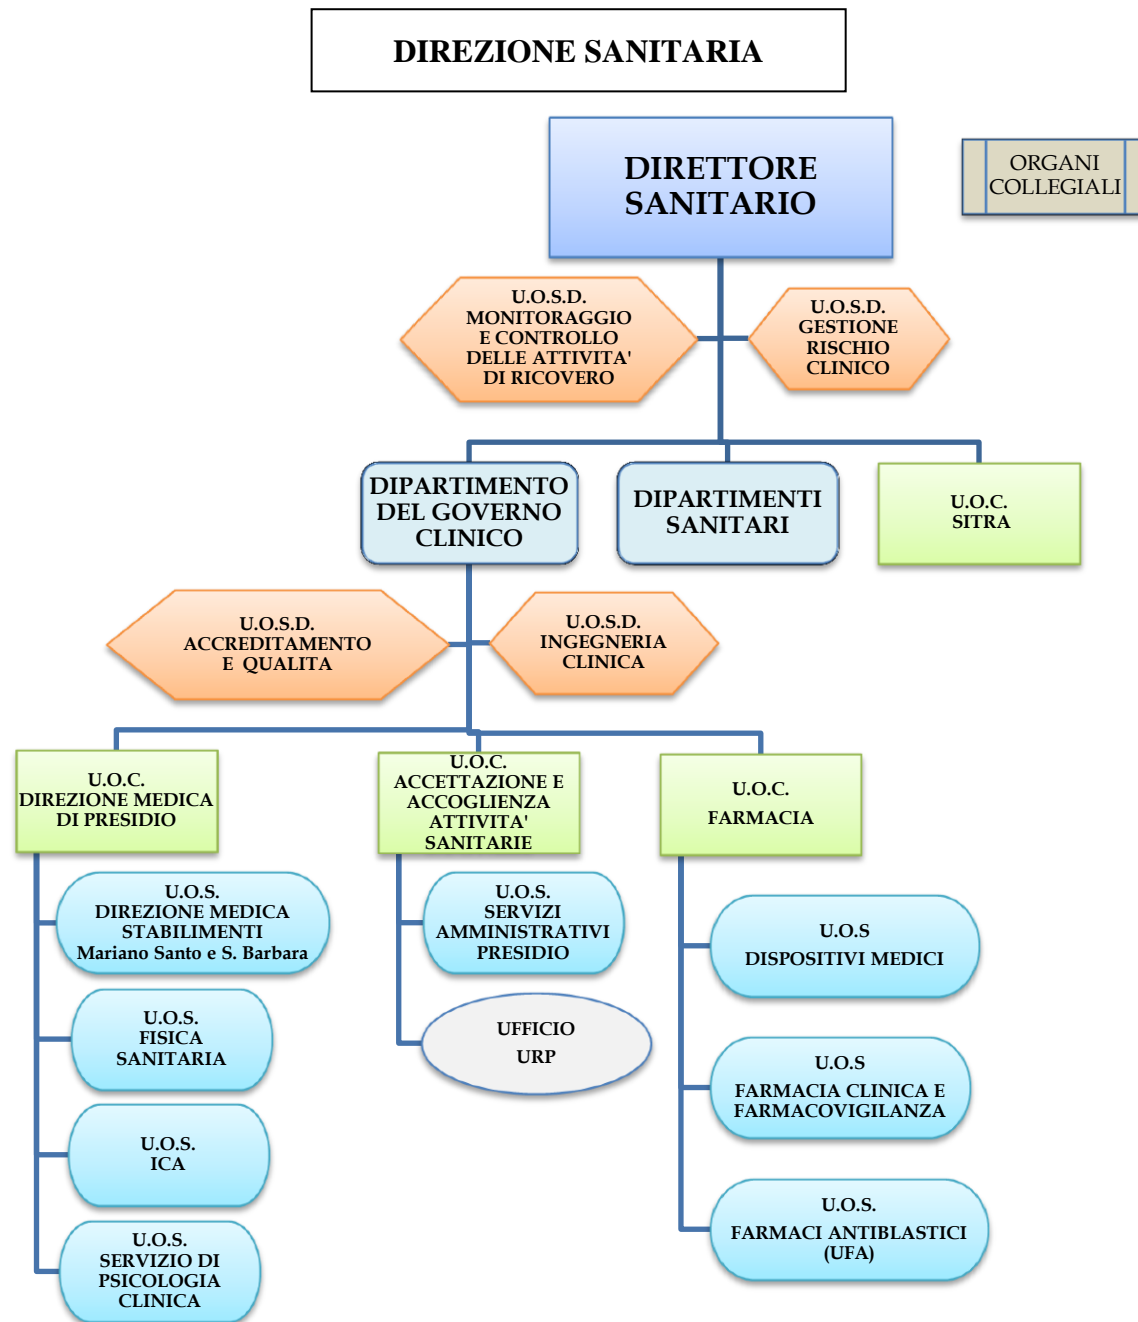 DIREZIONE SANITARIA
DIRETTORE
SANITARIO
ORGANI
COLLEGIALI
U.O.S.D.
MONITORAGGIO
E CONTROLLO
DELLE ATTIVITA'
DI RICOVERO
U.O.S.D.
GESTIONE
RISCHIO
CLINICO
DIPARTIMENTO
DEL GOVERNO
CLINICO
DIPARTIMENTI
SANITARI
U.O.C.
SITRA
U.O.S.D.
ACCREDITAMENTO
E QUALITA
U.O.S.D.
INGEGNERIA
CLINICA
U.O.C.
DIREZIONE MEDICA
DI PRESIDIO
U.O.C.
ACCETTAZIONE E
ACCOGLIENZA
ATTIVITA'
SANITARIE
U.O.C.
FARMACIA
U.O.S.
DIREZIONE MEDICA
STABILIMENTI
Mariano Santo e S. Barbara
U.O.S.
FISICA
SANITARIA
U.O.S.
ICA
U.O.S.
SERVIZIO DI
PSICOLOGIA
CLINICA
U.O.S.
SERVIZI
AMMINISTRATIVI
PRESIDIO
UFFICIO
URP
U.O.S
DISPOSITIVI MEDICI
U.O.S
FARMACIA CLINICA E
FARMACOVIGILANZA
U.O.S.
FARMACI ANTIBLASTICI
(UFA)